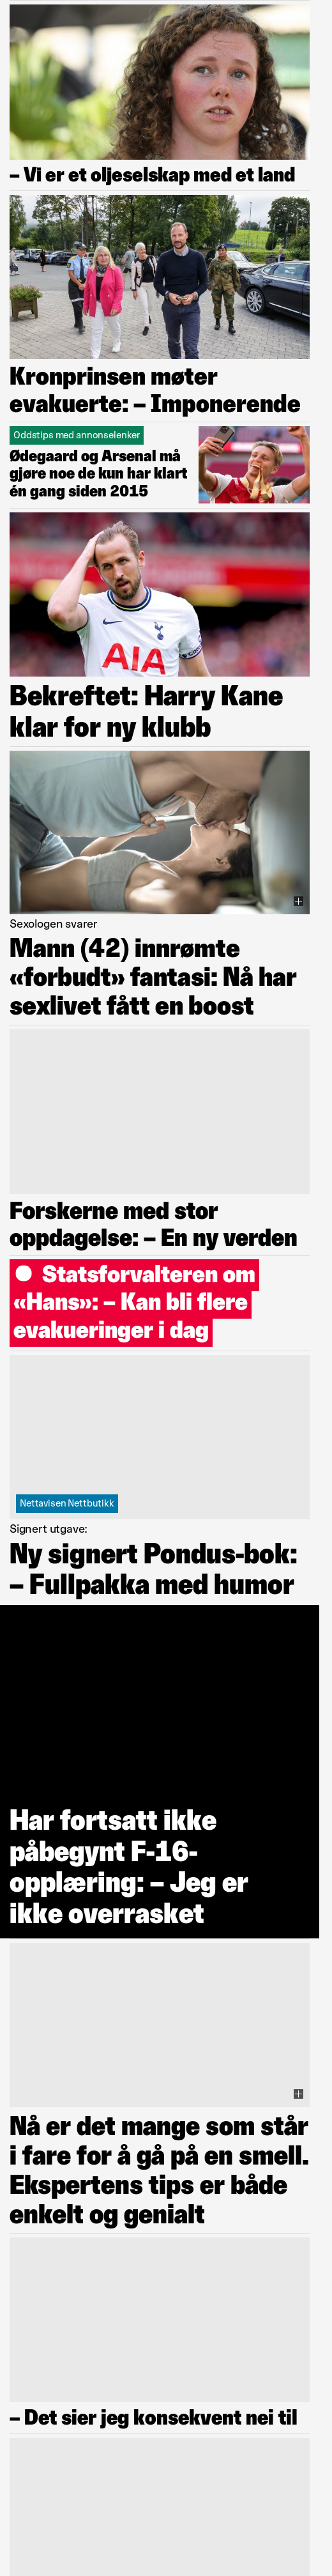 – Vi er et oljeselskap med et land
Kronprinsen møter
evakuerte: – Imponerende
Oddstips med annonselenker
Ødegaard og Arsenal må
gjøre noe de kun har klart
én gang siden 2015
AIA
Bekreftet: Harry Kane
klar for ny klubb
Sexologen svarer
Mann (42) innrømte
«forbudt» fantasi: Nå har
sexlivet fått en boost
Forskerne med stor
oppdagelse: – En ny verden
Statsforvalteren om
«Hans»: – Kan bli flere
evakueringer i dag
Nettavisen Nettbutikk
Signert utgave:
Ny signert Pondus-bok:
– Fullpakka med humor
Har fortsatt ikke
påbegynt F-16-
opplæring: – Jeg er
ikke overrasket
Nå er det mange som står
i fare for å gå på en smell.
Ekspertens tips er både
enkelt og genialt
– Det sier jeg konsekvent nei til